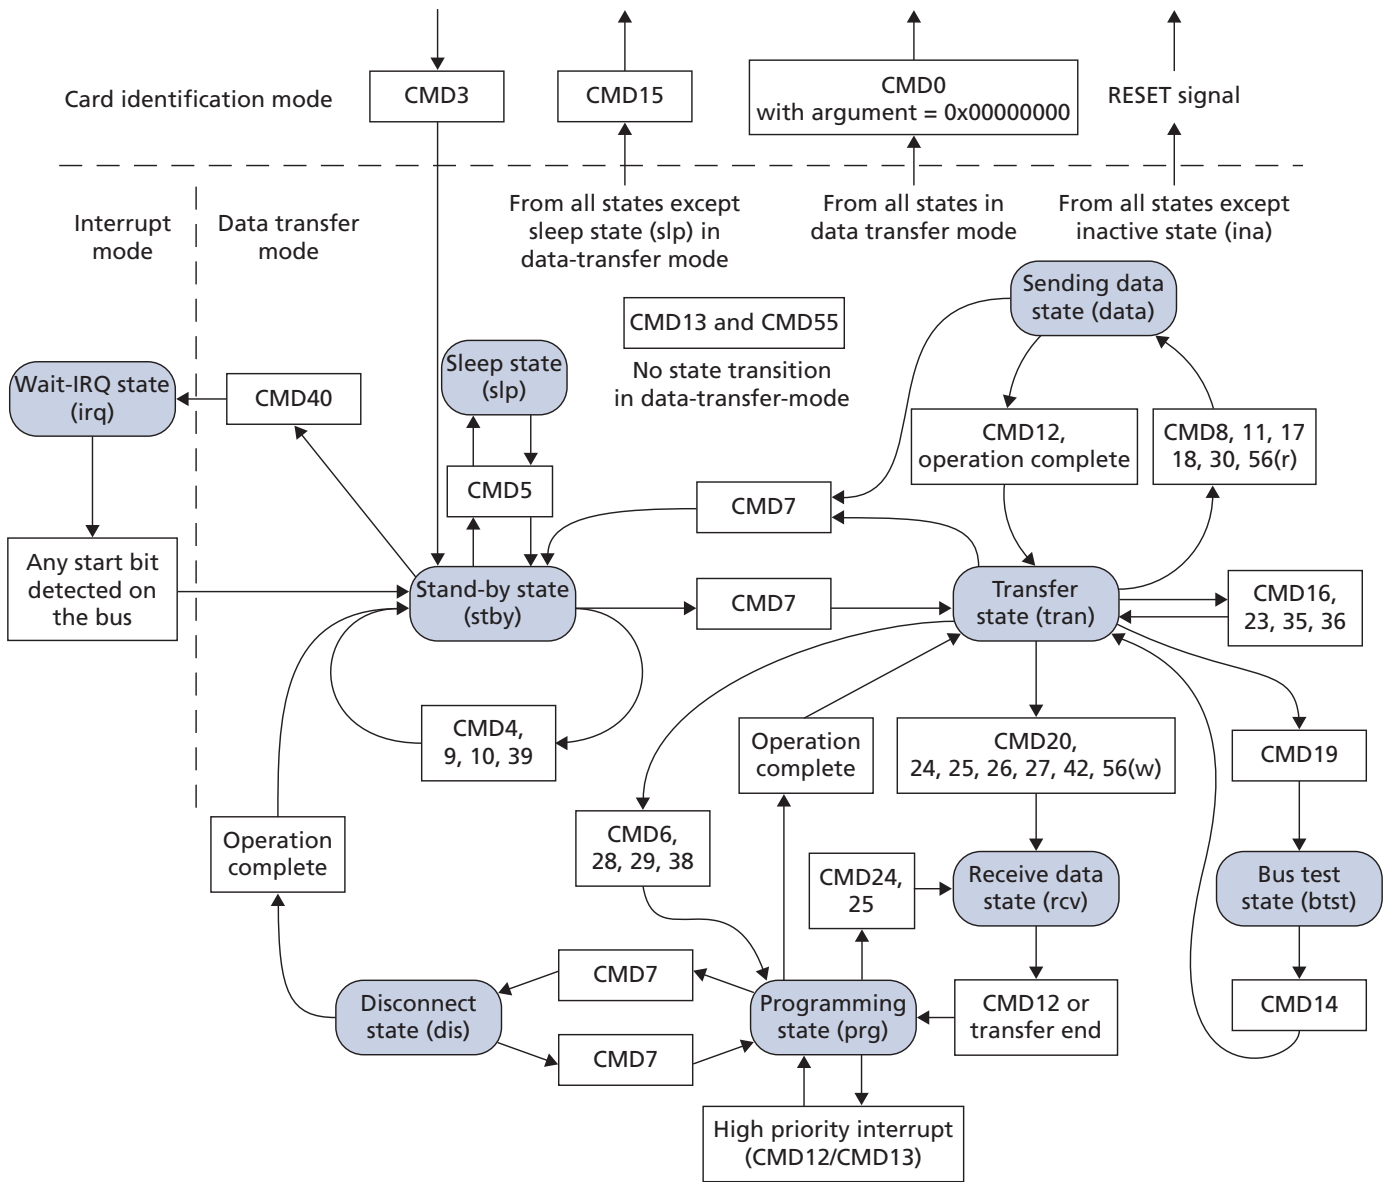 Card identification mode
CMD3
CMD15
CMD0
with argument = 0x00000000
RESET signal
Interrupt
mode
Data transfer
mode
From all states except
sleep state (slp) in
data-transfer mode
From all states in
data transfer mode
From all states except
inactive state (ina)
Sending data
state (data)
CMD13 and CMD55
No state transition
in data-transfer-mode
Wait-IRQ state
(irq)
CMD40
Sleep state
(slp)
CMD12,
operation complete
CMD8, 11, 17
18, 30, 56(r)
CMD5
CMD7
Any start bit
detected on
the bus
Stand-by state
(stby)
CMD7
Transfer
state (tran)
CMD16,
23, 35, 36
CMD4,
9, 10, 39
Operation
complete
CMD20,
24, 25, 26, 27, 42, 56(w)
CMD19
Operation
complete
CMD6,
28, 29, 38
CMD24,
25
Receive data
state (rcv)
Bus test
state (btst)
CMD7
Disconnect
state (dis)
Programming
state (prg)
CMD12 or
transfer end
CMD14
CMD7
High priority interrupt
(CMD12/CMD13)